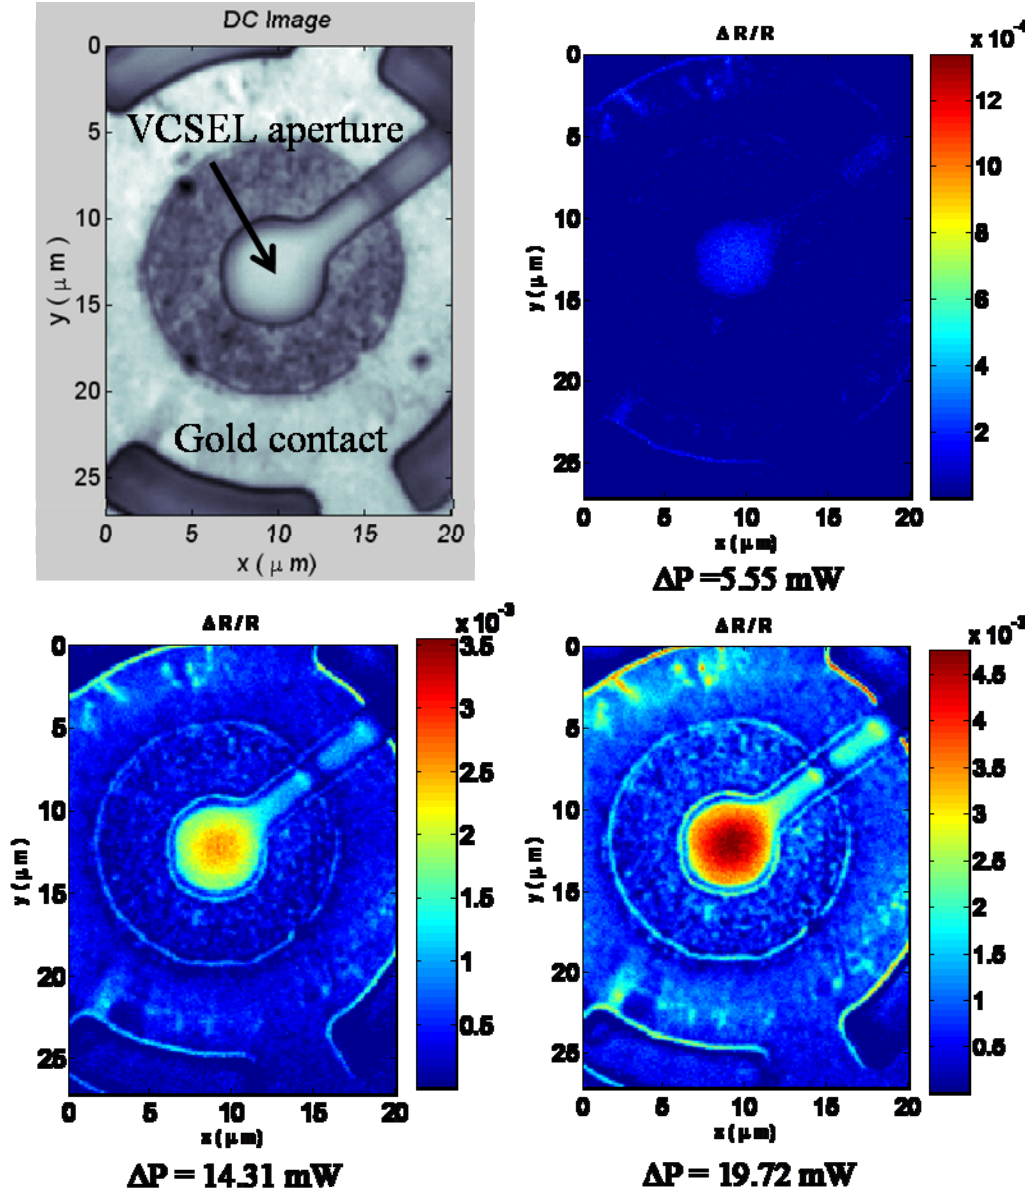 DC Image
VCSEL aperture
Gold contact
0
5
10
15
20
25
y ( μ m)
0 5 10 15 20
x ( μ m)
Δ R / R
x 10⁻⁴
0
5
10
15
20
25
y ( μ m)
0 5 10 15 20
x ( μ m)
12
10
8
6
4
2
ΔP =5.55 mW
Δ R / R
x 10⁻³
0
5
10
15
20
25
y ( μ m)
0 5 10 15 20
x ( μ m)
3.5
3
2.5
2
1.5
1
0.5
ΔP = 14.31 mW
Δ R / R
x 10⁻³
0
5
10
15
20
25
y ( μ m)
0 5 10 15 20
x ( μ m)
4.5
4
3.5
3
2.5
2
1.5
1
0.5
ΔP = 19.72 mW